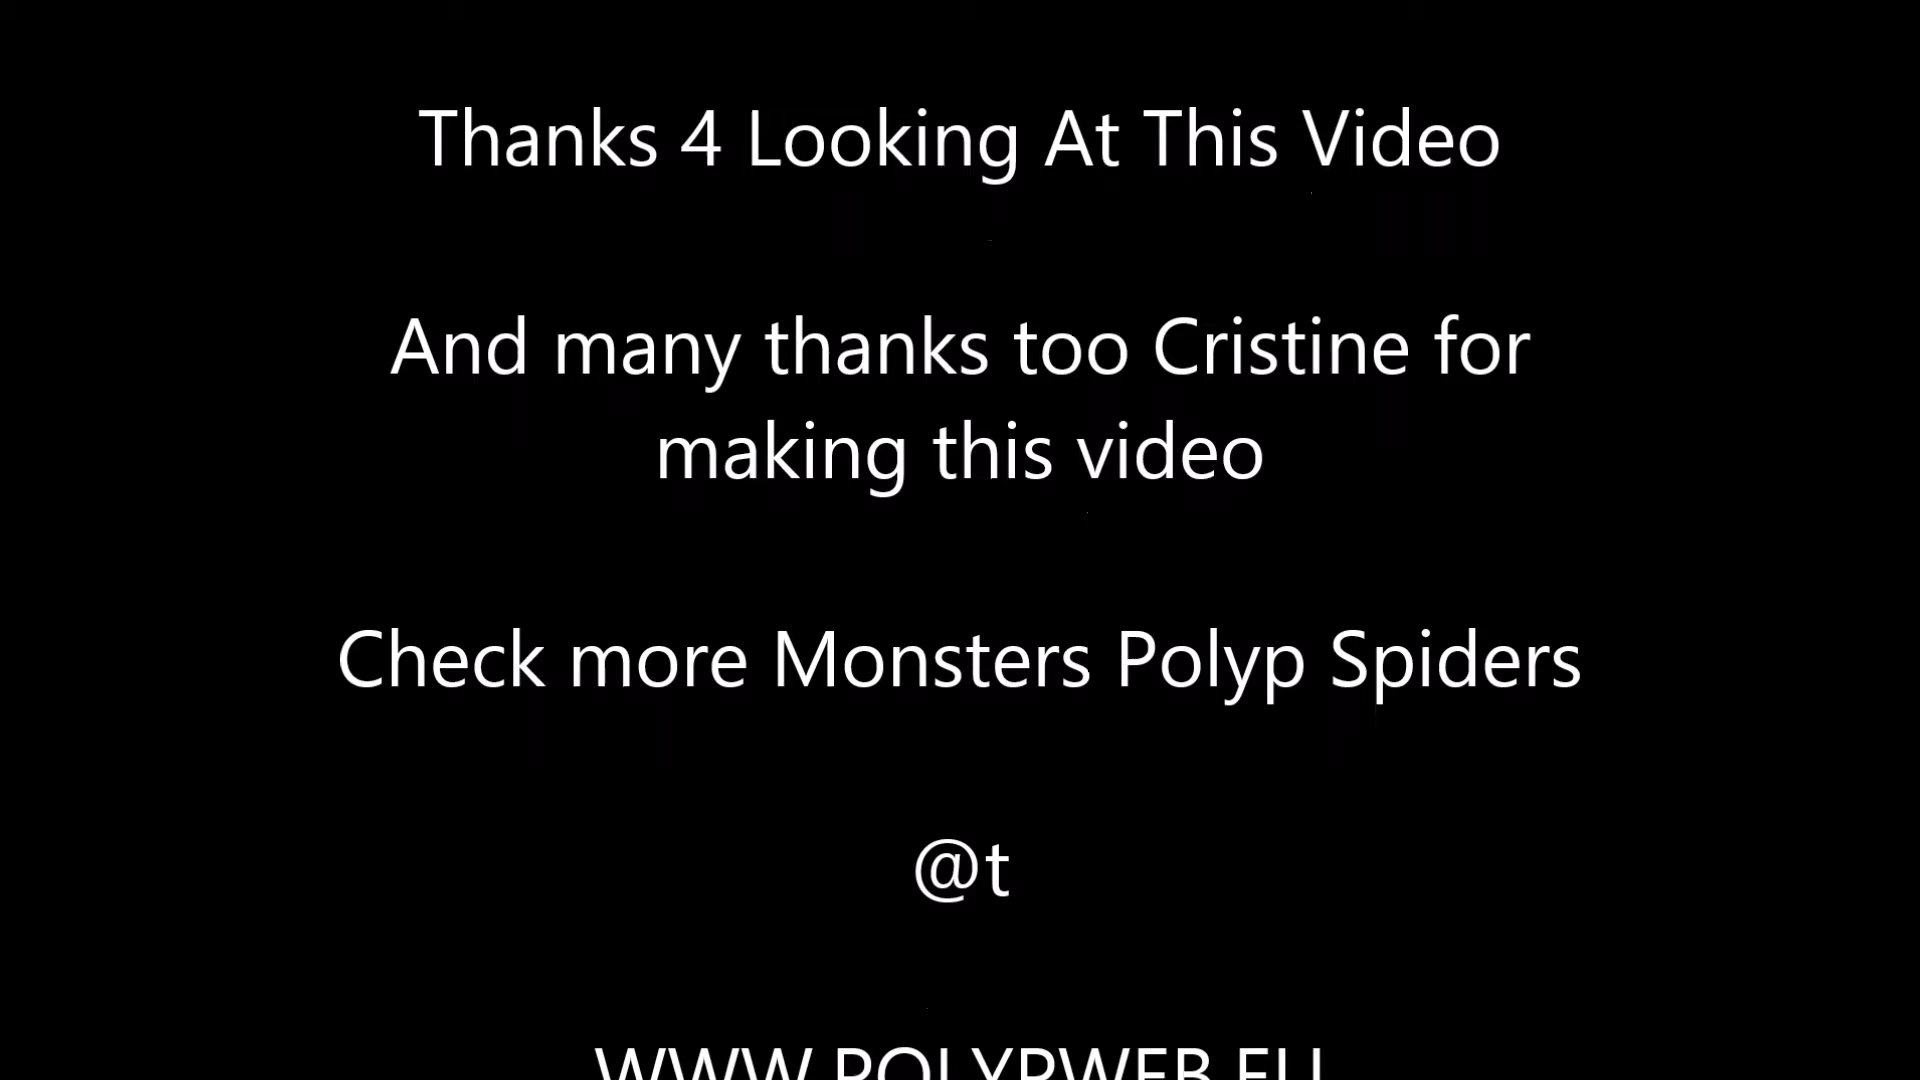 Thanks 4 Looking At This Video
And many thanks too Cristine for
making this video
Check more Monsters Polyp Spiders
@t
WWW.POLYPWEB.EU